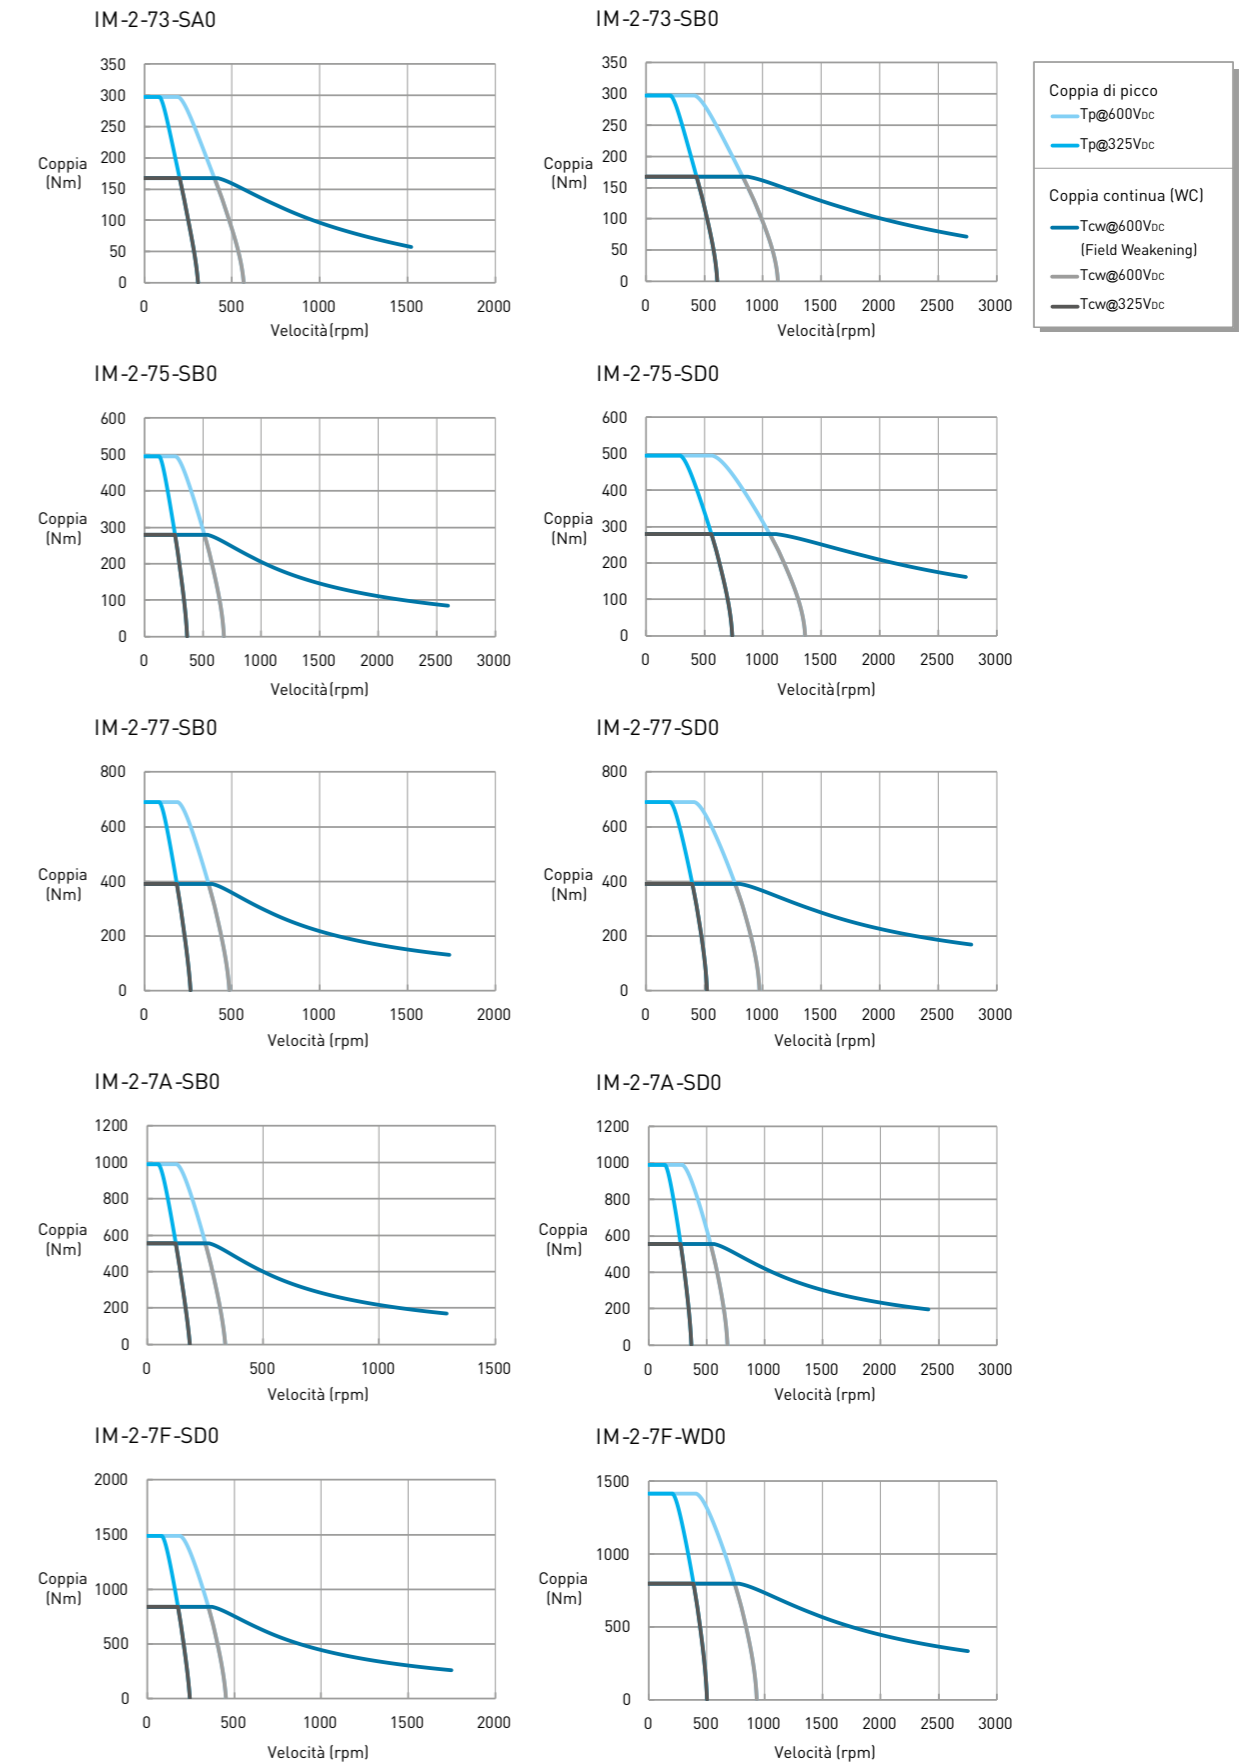 IM-2-73-SA0
350
300
250
200
150
100
50
0
Coppia
(Nm)
0 500 1000 1500 2000
Velocità(rpm)
IM-2-73-SB0
350
300
250
200
150
100
50
0
Coppia
(Nm)
0 500 1000 1500 2000 2500 3000
Velocità(rpm)
Coppia di picco
Tp@600VDC
Tp@325VDC
Coppia continua (WC)
Tcw@600VDC
(Field Weakening)
Tcw@600VDC
Tcw@325VDC
IM-2-75-SB0
600
500
400
300
200
100
0
Coppia
(Nm)
0 500 1000 1500 2000 2500 3000
Velocità(rpm)
IM-2-75-SD0
600
500
400
300
200
100
0
Coppia
(Nm)
0 500 1000 1500 2000 2500 3000
Velocità(rpm)
IM-2-77-SB0
800
600
400
200
0
Coppia
(Nm)
0 500 1000 1500 2000
Velocità (rpm)
IM-2-77-SD0
800
600
400
200
0
Coppia
(Nm)
0 500 1000 1500 2000 2500 3000
Velocità (rpm)
IM-2-7A-SB0
1200
1000
800
600
400
200
0
Coppia
(Nm)
0 500 1000 1500
Velocità (rpm)
IM-2-7A-SD0
1200
1000
800
600
400
200
0
Coppia
(Nm)
0 500 1000 1500 2000 2500 3000
Velocità (rpm)
IM-2-7F-SD0
2000
1500
1000
500
0
Coppia
(Nm)
0 500 1000 1500 2000
Velocità (rpm)
IM-2-7F-WD0
1500
1000
500
0
Coppia
(Nm)
0 500 1000 1500 2000 2500 3000
Velocità (rpm)